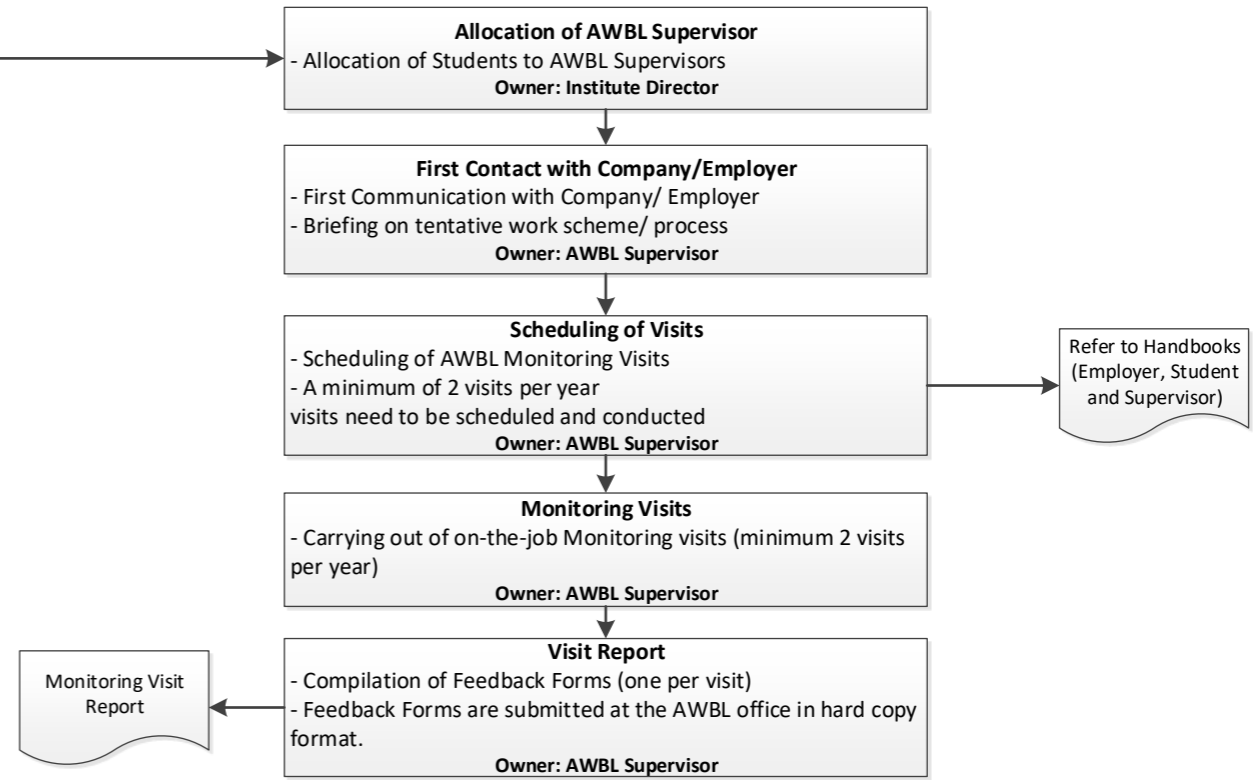 Allocation of AWBL Supervisor
- Allocation of Students to AWBL Supervisors
Owner: Institute Director
First Contact with Company/Employer
- First Communication with Company/ Employer
- Briefing on tentative work scheme/ process
Owner: AWBL Supervisor
Scheduling of Visits
- Scheduling of AWBL Monitoring Visits
- A minimum of 2 visits per year
visits need to be scheduled and conducted
Owner: AWBL Supervisor
Refer to Handbooks
(Employer, Student
and Supervisor)
Monitoring Visits
- Carrying out of on-the-job Monitoring visits (minimum 2 visits
per year)
Owner: AWBL Supervisor
Visit Report
- Compilation of Feedback Forms (one per visit)
- Feedback Forms are submitted at the AWBL office in hard copy
format.
Owner: AWBL Supervisor
Monitoring Visit
Report